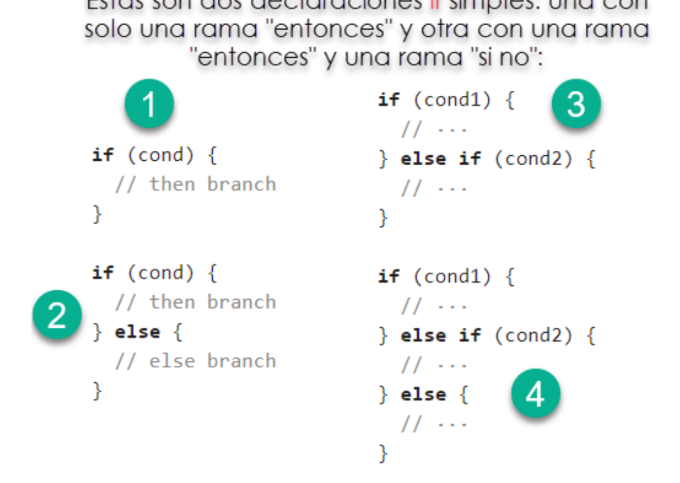 Estas son dos declaraciones if simples: una con
solo una rama "entonces" y otra con una rama
"entonces" y una rama "si no":
1
if (cond) {
// then branch
}
2
if (cond) {
// then branch
} else {
// else branch
}
3
if (cond1) {
// ···
} else if (cond2) {
// ···
}
if (cond1) {
// ···
} else if (cond2) {
// ···
} else {
4
// ···
}